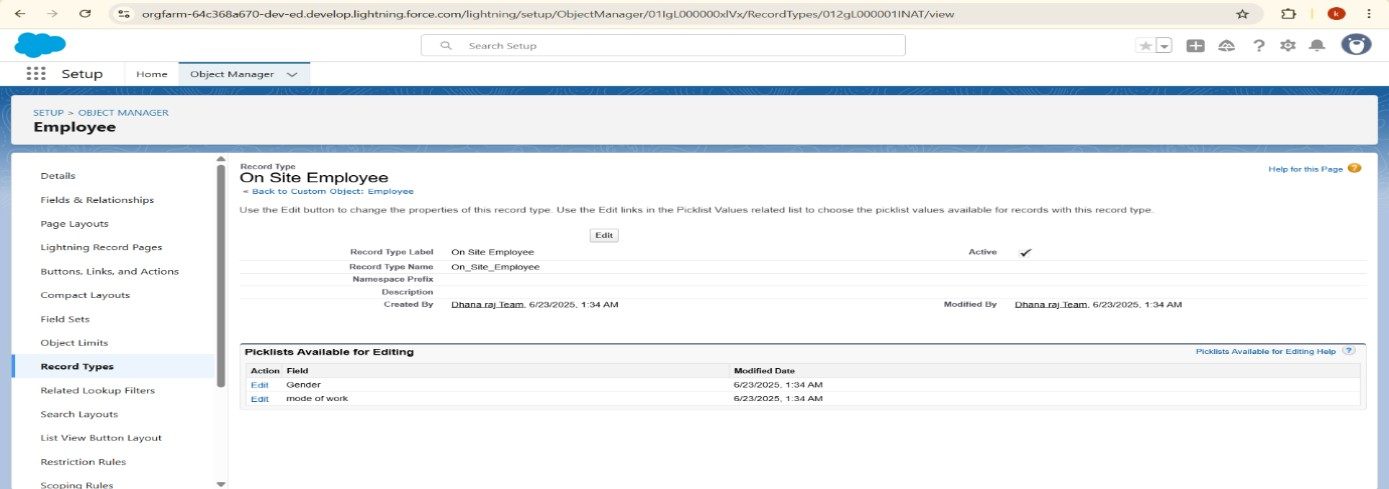 orgfarm-64c368a670-dev-ed.develop.lightning.force.com/lightning/setup/ObjectManager/01IgL000000xlVx/RecordTypes/012gL000001INAT/view
k
Search Setup
Setup
Home
Object Manager
SETUP > OBJECT MANAGER
Employee
Details
Fields & Relationships
Page Layouts
Lightning Record Pages
Buttons, Links, and Actions
Compact Layouts
Field Sets
Object Limits
Record Types
Related Lookup Filters
Search Layouts
List View Button Layout
Restriction Rules
Scoping Rules
Record Type
On Site Employee
Help for this Page ?
« Back to Custom Object: Employee
Use the Edit button to change the properties of this record type. Use the Edit links in the Picklist Values related list to choose the picklist values available for records with this record type.
Edit
Record Type Label On Site Employee Active ✓
Record Type Name On_Site_Employee
Namespace Prefix
Description
Created By Dhana raj Team, 6/23/2025, 1:34 AM Modified By Dhana raj Team, 6/23/2025, 1:34 AM
Picklists Available for Editing Picklists Available for Editing Help ?
Action Field Modified Date
Edit Gender 6/23/2025, 1:34 AM
Edit mode of work 6/23/2025, 1:34 AM